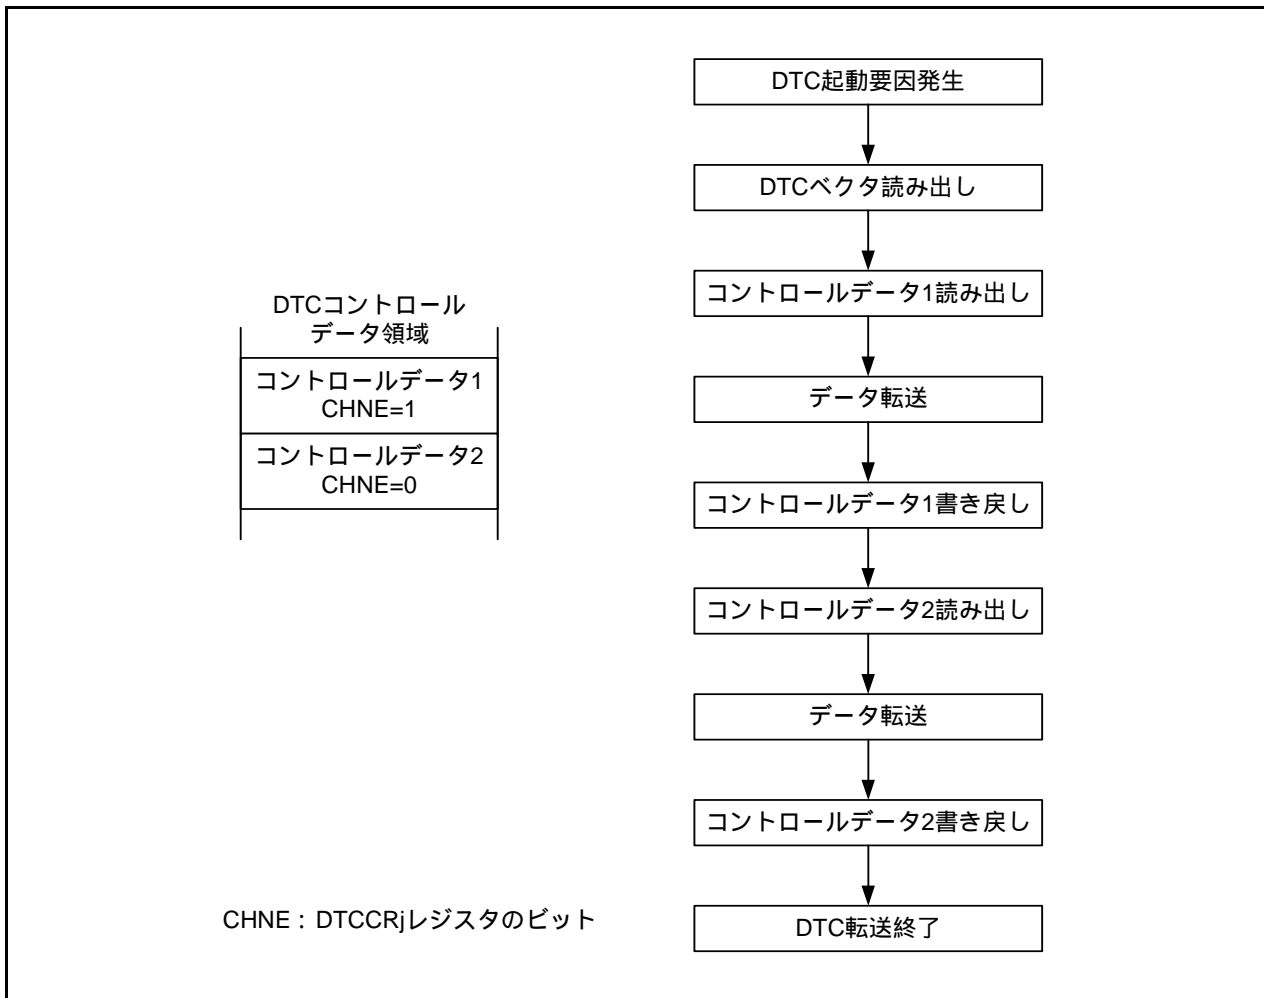 DTC起動要因発生
DTCベクタ読み出し
コントロールデータ1読み出し
データ転送
コントロールデータ1書き戻し
コントロールデータ2読み出し
データ転送
コントロールデータ2書き戻し
DTC転送終了
DTCコントロール
データ領域
コントロールデータ1
CHNE=1
コントロールデータ2
CHNE=0
CHNE：DTCCRjレジスタのビット